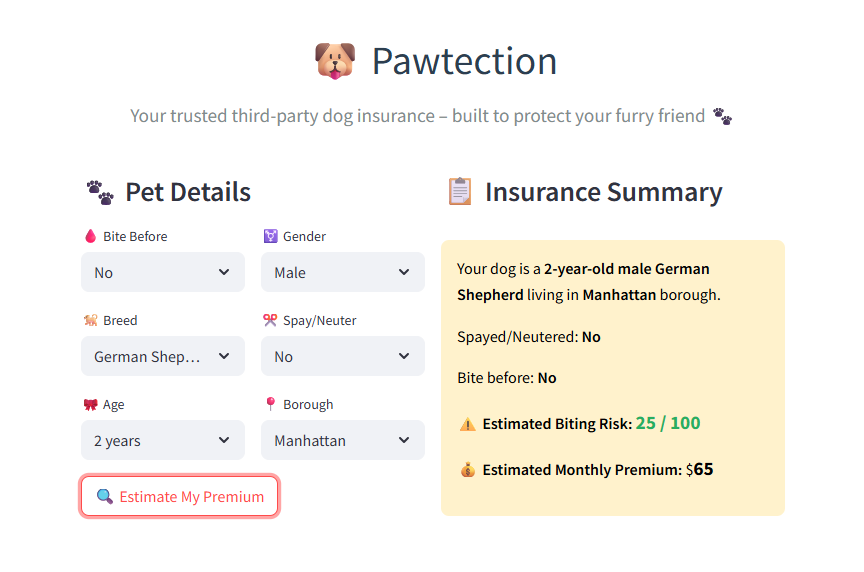 Pawtection
Your trusted third-party dog insurance – built to protect your furry friend
Pet Details
Bite Before
Gender
No
Male
Breed
Spay/Neuter
German Shep...
No
Age
Borough
2 years
Manhattan
Estimate My Premium
Insurance Summary
Your dog is a 2-year-old male German
Shepherd living in Manhattan borough.
Spayed/Neutered: No
Bite before: No
Estimated Biting Risk: 25 / 100
Estimated Monthly Premium: $65